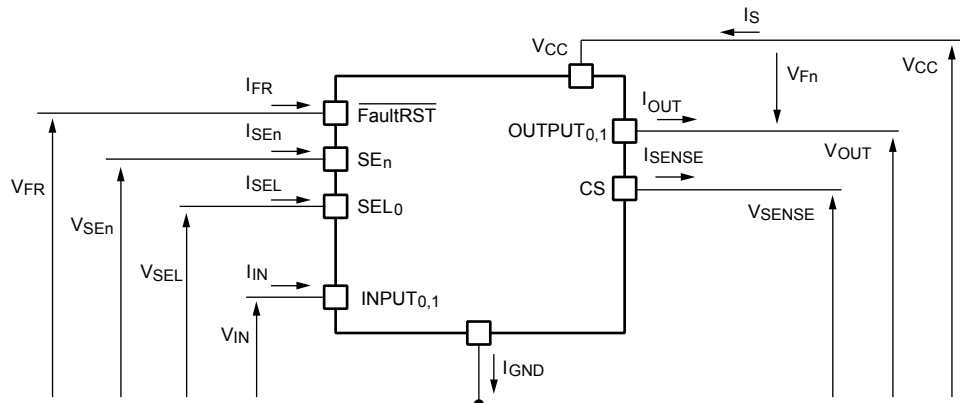 IS
VCC
VCC
VFn
IFR
FaultRST
IOUT
OUTPUT0,1
ISEn
SEn
ISENSE
VOUT
VFR
ISEL
SEL0
CS
VSENSE
VSEn
VSEL
IIN
INPUT0,1
VIN
IGND